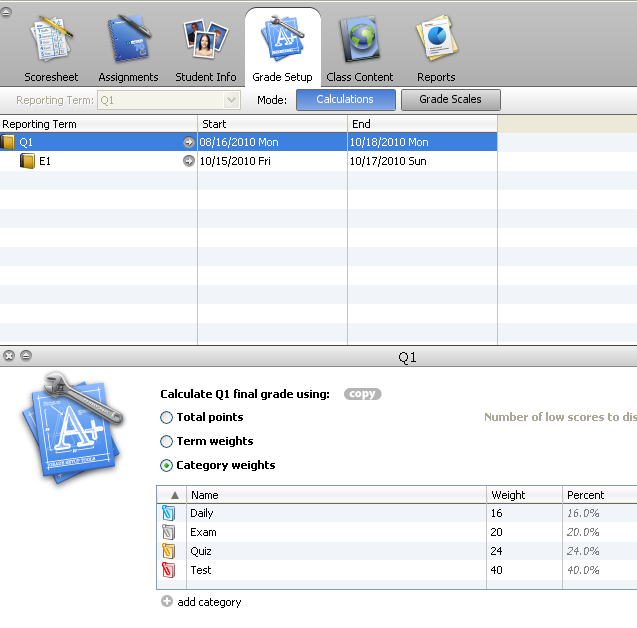 Scoresheet Assignments Student Info Grade Setup Class Content Reports
Reporting Term: Q1 Mode: Calculations Grade Scales
Reporting Term Start End
Q1 08/16/2010 Mon 10/18/2010 Mon
E1 10/15/2010 Fri 10/17/2010 Sun
Q1
A+
GRADE SETUP TOOLS
Calculate Q1 final grade using: copy
Total points Number of low scores to dis
Term weights
Category weights
Name Weight Percent
Daily 16 16.0%
Exam 20 20.0%
Quiz 24 24.0%
Test 40 40.0%
add category